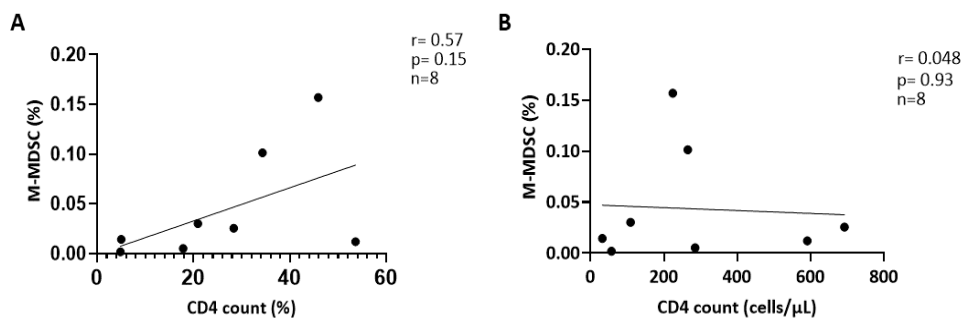 A
r= 0.57
p= 0.15
n=8
0.20
0.15
0.10
0.05
0.00
M-MDSC (%)
0 20 40 60
CD4 count (%)
B
r= 0.048
p= 0.93
n=8
0.20
0.15
0.10
0.05
0.00
M-MDSC (%)
0 200 400 600 800
CD4 count (cells/µL)